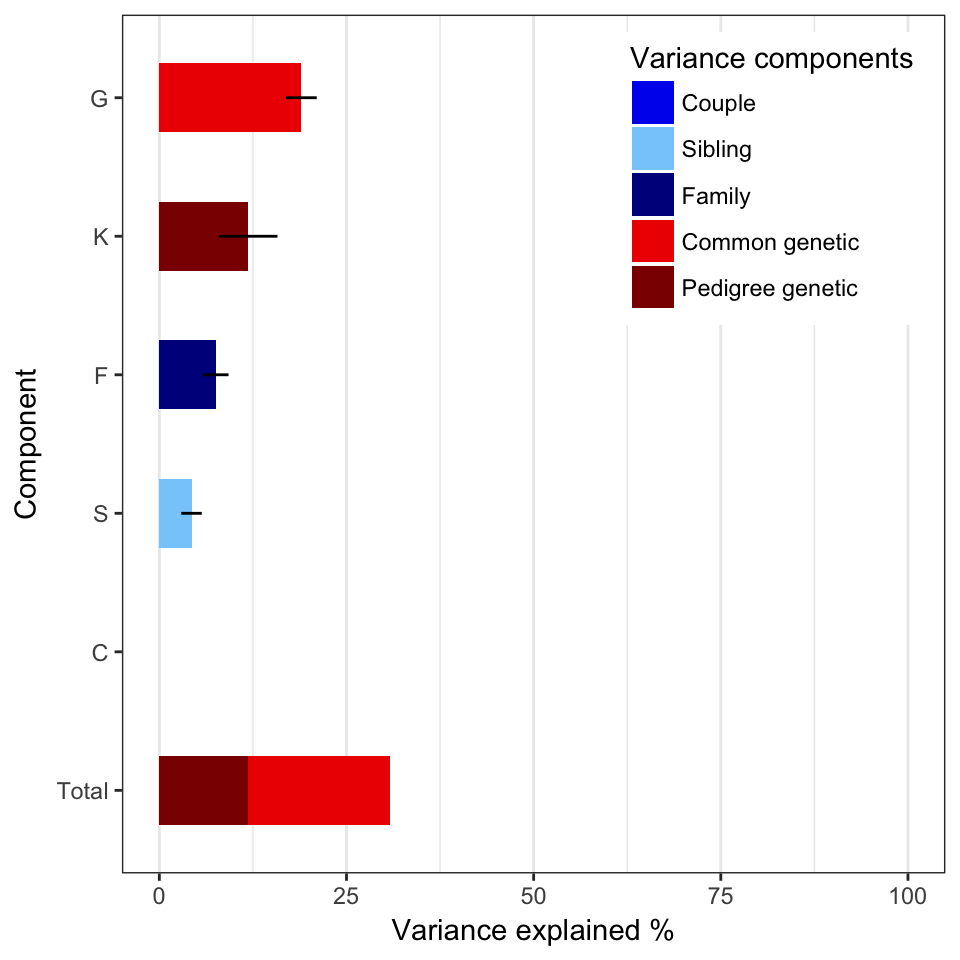 Variance components
Couple
Sibling
Family
Common genetic
Pedigree genetic
Component
G
K
F
S
C
Total
0 25 50 75 100
Variance explained %